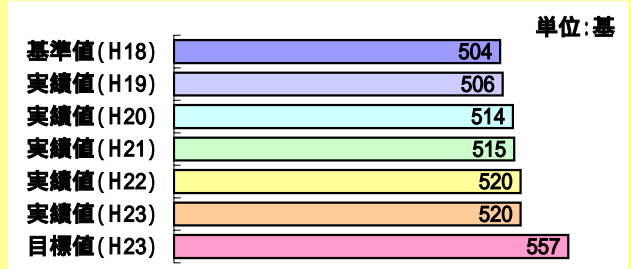 単位:基
基準値(H18) 504
実績値(H19) 506
実績値(H20) 514
実績値(H21) 515
実績値(H22) 520
実績値(H23) 520
目標値(H23) 557